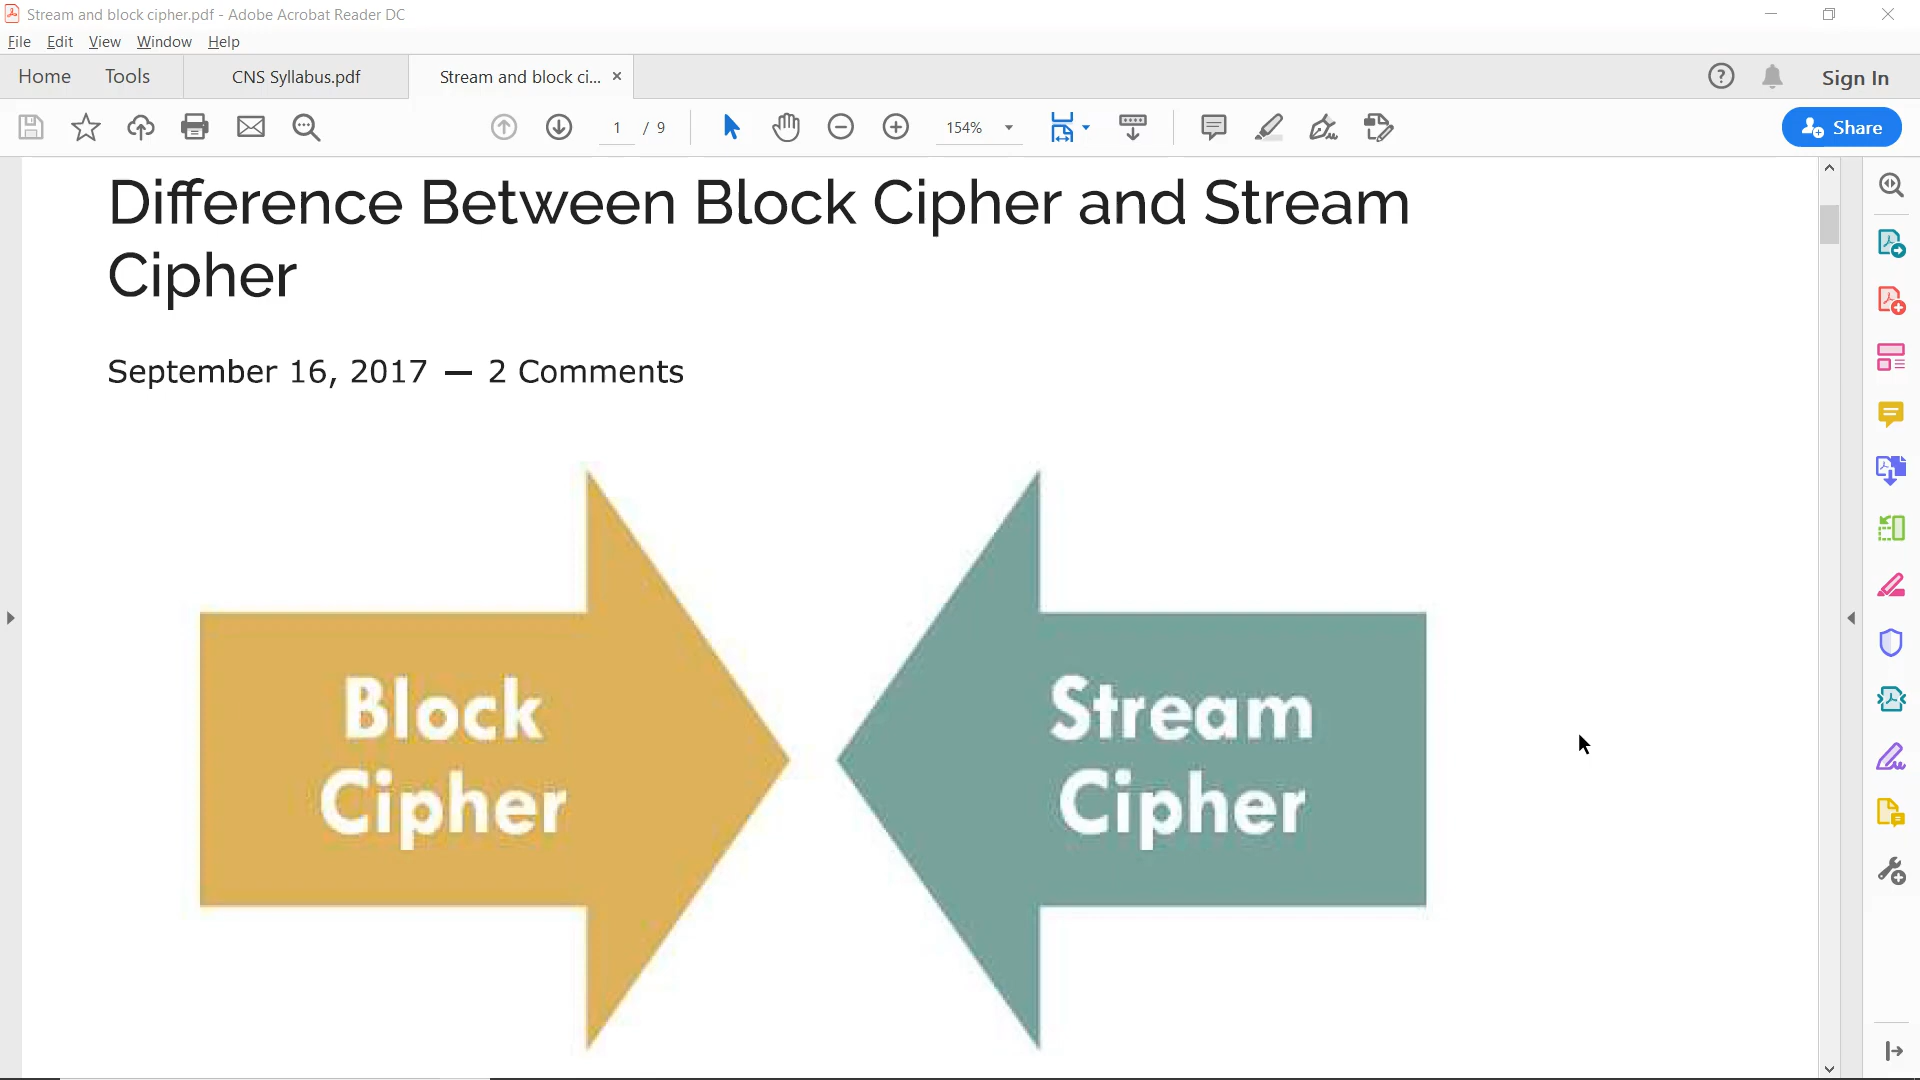 Stream and block cipher.pdf - Adobe Acrobat Reader DC
File Edit View Window Help
Home Tools CNS Syllabus.pdf Stream and block ci... × Sign In
1 / 9 154% Share
Difference Between Block Cipher and Stream
Cipher
September 16, 2017 — 2 Comments
Block
Cipher
Stream
Cipher